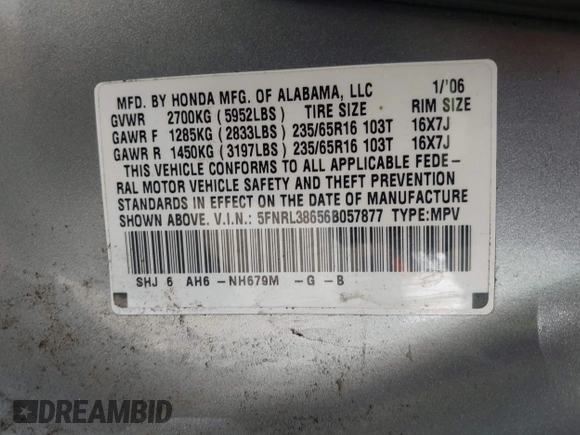 MFD. BY HONDA MFG. OF ALABAMA, LLC 1/'06
GVWR 2700KG (5952LBS) TIRE SIZE RIM SIZE
GAWR F 1285KG (2833LBS) 235/65R16 103T 16X7J
GAWR R 1450KG (3197LBS) 235/65R16 103T 16X7J
THIS VEHICLE CONFORMS TO ALL APPLICABLE FEDE-
RAL MOTOR VEHICLE SAFETY AND THEFT PREVENTION
STANDARDS IN EFFECT ON THE DATE OF MANUFACTURE
SHOWN ABOVE. V.I.N.: 5FNRL38656B057877 TYPE:MPV
SHJ 6 AH6 -NH679M -G -B
DREAMBID